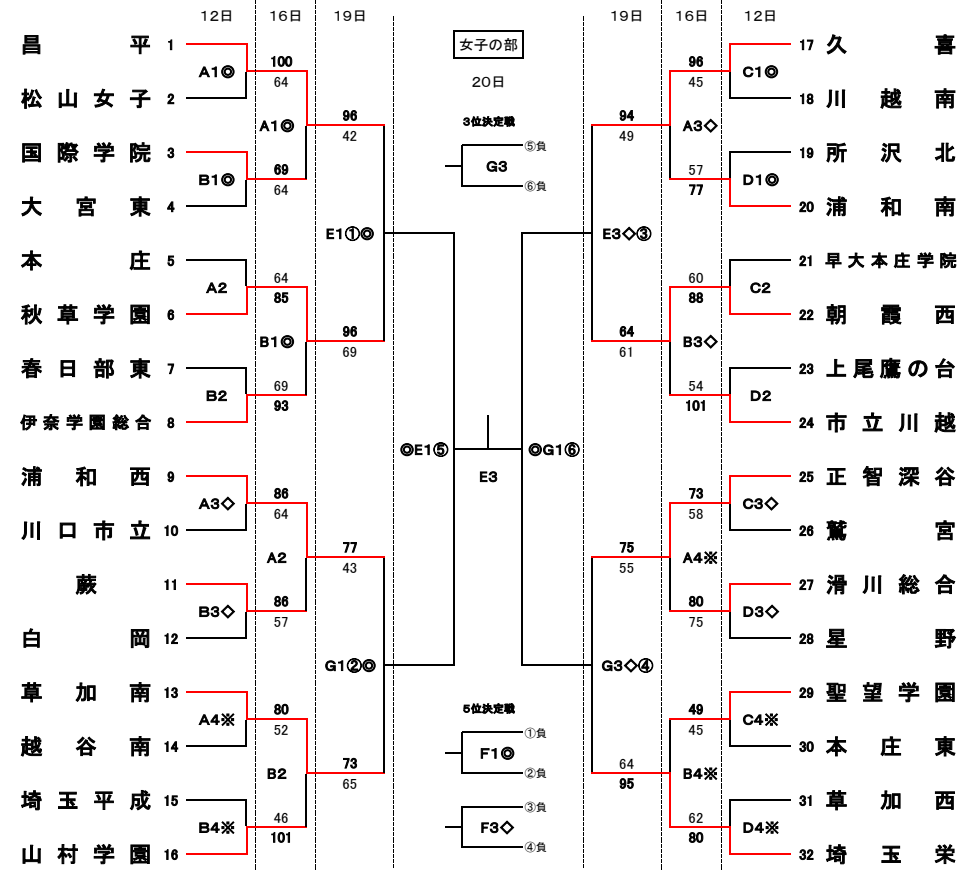 12日 16日 19日 19日 16日 12日
女子の部
20日
昌平 1
A1◎
松山女子 2
100
64
A1◎
国際学院 3
B1◎
大宮東 4
69
64
96
42
E1①◎
本庄 5
A2
秋草学園 6
64
85
B1◎
春日部東 7
B2
伊奈学園総合 8
69
93
96
69
◎E1⑤
浦和西 9
A3◇
川口市立 10
86
64
A2
蕨 11
B3◇
白岡 12
86
57
77
43
G1②◎
草加南 13
A4※
越谷南 14
80
52
B2
埼玉平成 15
B4※
山村学園 16
46
101
73
65
3位決定戦
⑤負
G3
⑥負
E3
5位決定戦
①負
F1◎
②負
③負
F3◇
④負
17 久喜
C1◎
18 川越南
96
45
A3◇
19 所沢北
D1◎
20 浦和南
57
77
94
49
E3◇③
21 早大本庄学院
C2
22 朝霞西
60
88
B3◇
23 上尾鷹の台
D2
24 市立川越
54
101
64
61
◎G1⑥
25 正智深谷
C3◇
26 鷲宮
73
58
A4※
27 滑川総合
D3◇
28 星野
80
75
75
55
G3◇④
29 聖望学園
C4※
30 本庄東
49
45
B4※
31 草加西
D4※
32 埼玉栄
62
80
64
95